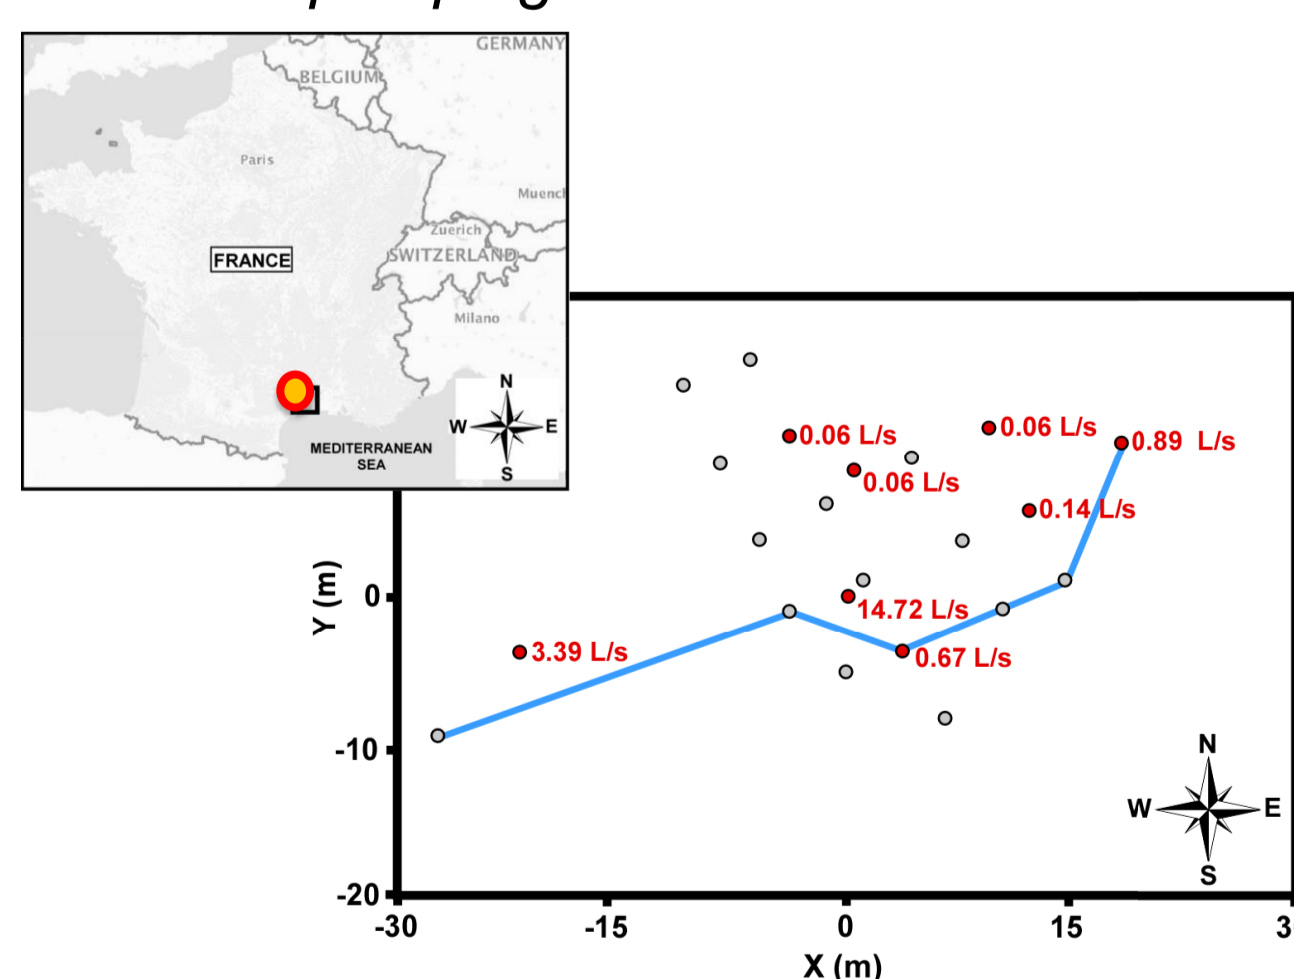 GERMANY
BELGIUM
Paris
Zuerich
SWITZERLAND
FRANCE
Milano
N
W E
S
MEDITERRANEAN
SEA
0.06 L/s
0.06 L/s
0.89 L/s
0.06 L/s
0.14 L/s
14.72 L/s
3.39 L/s
0.67 L/s
Y (m)
0
-10
-20
N
W E
S
-30
-15
0
15
X (m)